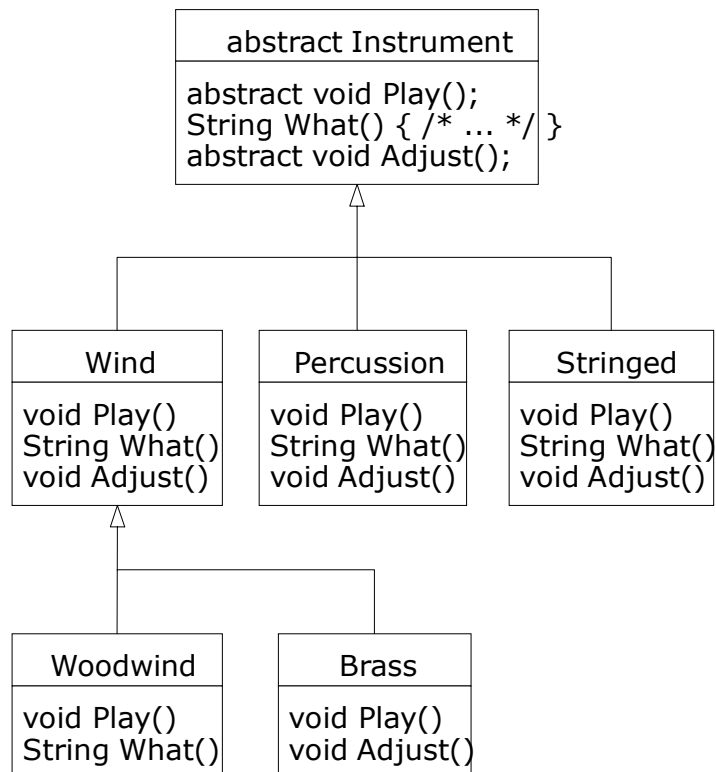 abstract Instrument
abstract void Play();
String What() { /* ... */ }
abstract void Adjust();
Wind
void Play()
String What()
void Adjust()
Percussion
void Play()
String What()
void Adjust()
Stringed
void Play()
String What()
void Adjust()
Woodwind
void Play()
String What()
Brass
void Play()
void Adjust()